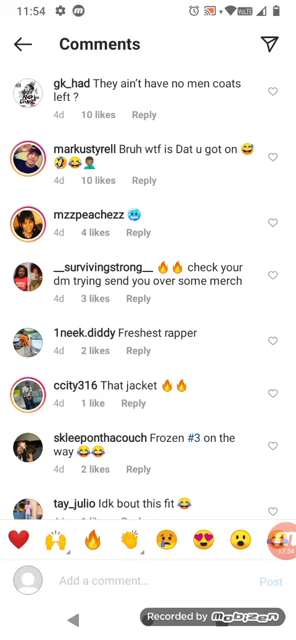 11:54
VoLTE
Comments
gk_had They ain't have no men coats
left ?
4d 10 likes Reply
markustyrell Bruh wtf is Dat u got on 😅
🤣😂🤦🏾‍♂️
4d 10 likes Reply
mzzpeachezz 🥶
4d 4 likes Reply
__survivingstrong__ 🔥🔥 check your
dm trying send you over some merch
4d 3 likes Reply
1neek.diddy Freshest rapper
4d 2 likes Reply
ccity316 That jacket 🔥🔥
4d 1 like Reply
skleeponthacouch Frozen #3 on the
way 😂😂
4d 2 likes Reply
tay_julio Idk bout this fit 😂
17:54
Add a comment... Post
Recorded by mobizen